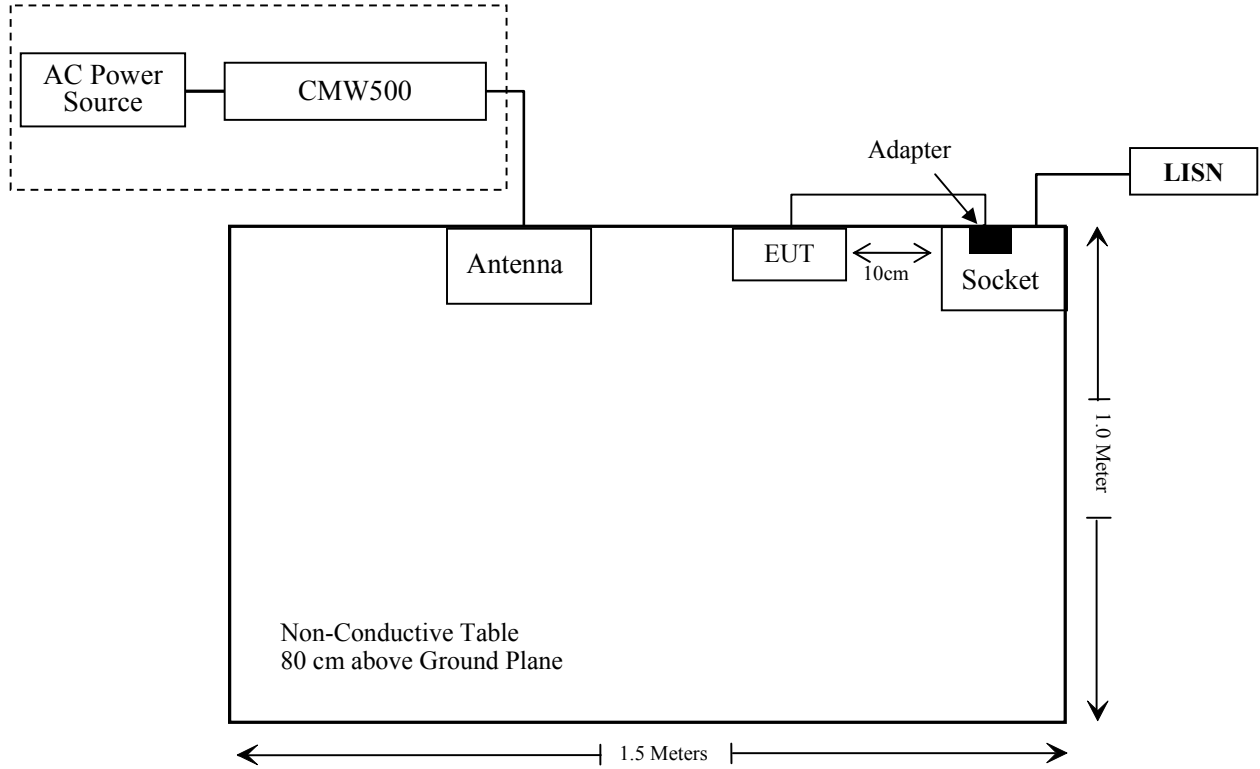 AC Power
Source
CMW500
Adapter
LISN
Antenna
EUT
10cm
Socket
1.0 Meter
Non-Conductive Table
80 cm above Ground Plane
1.5 Meters